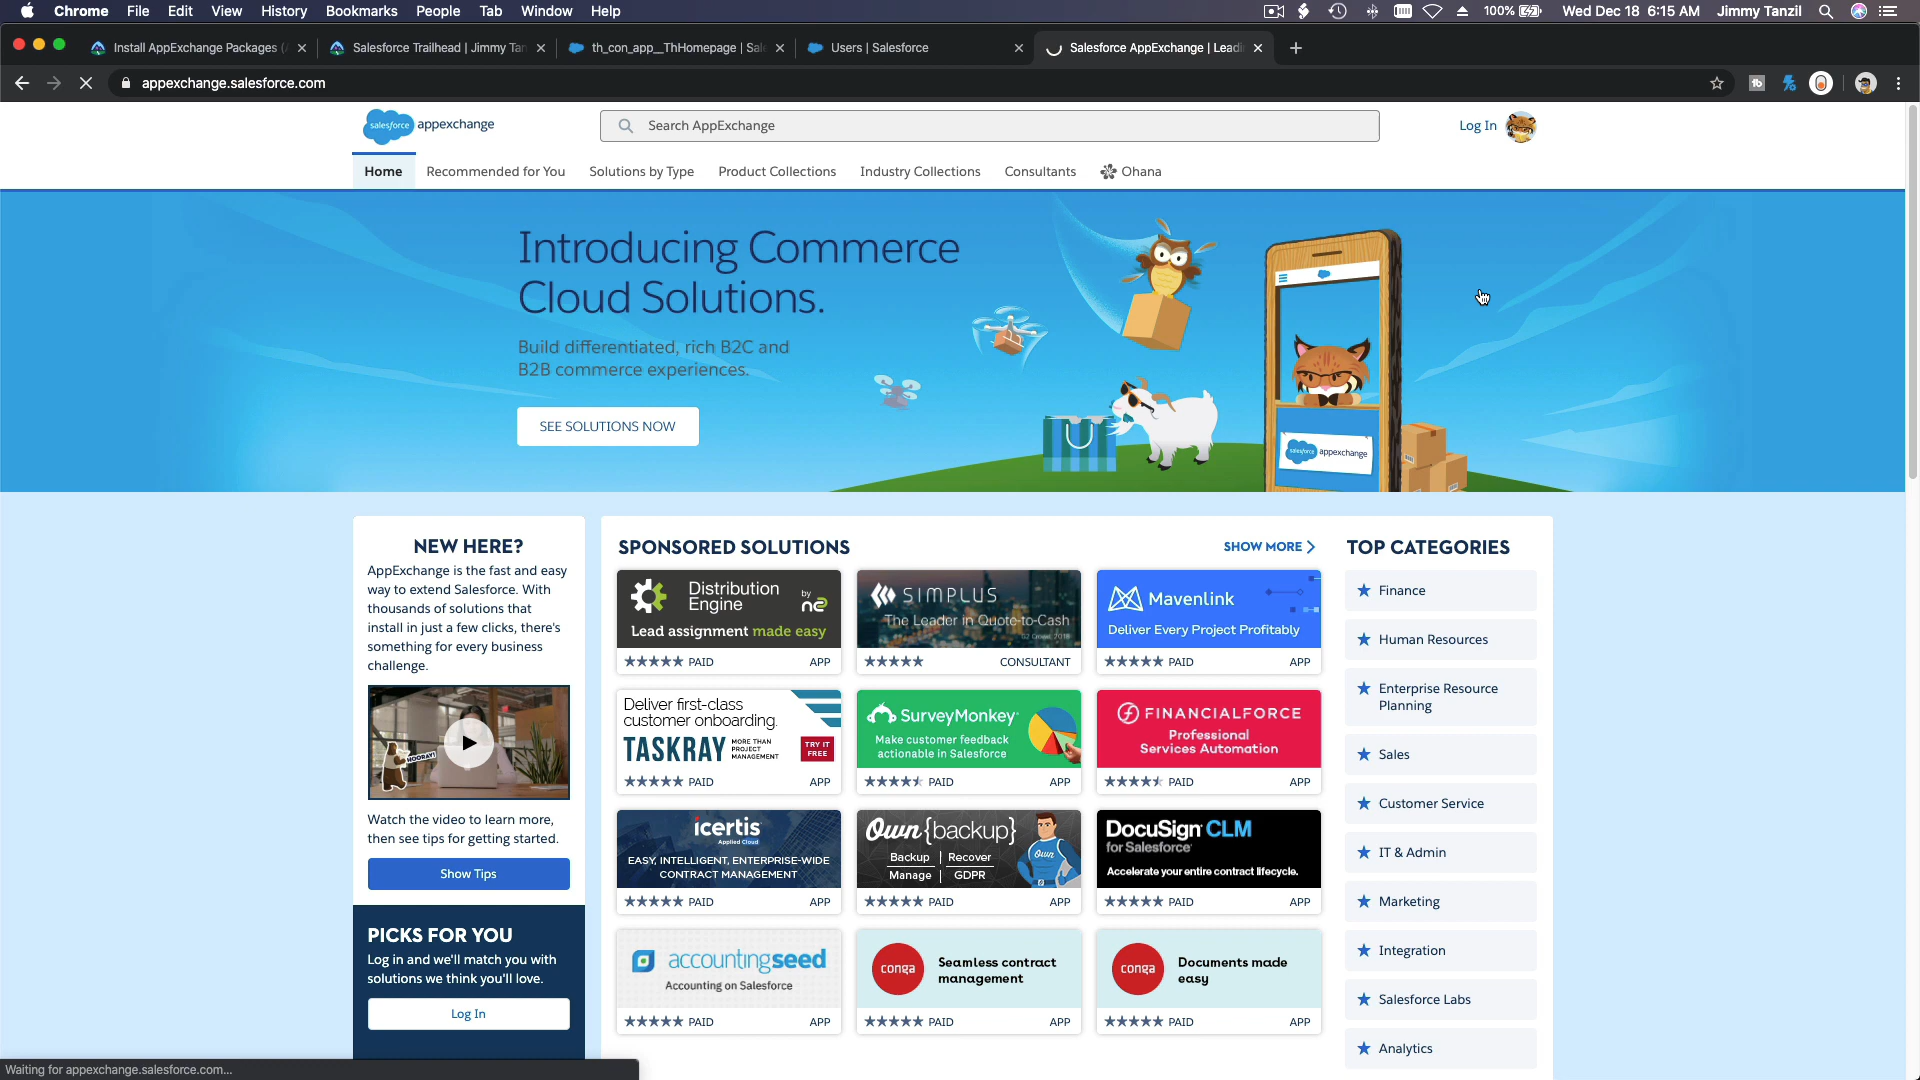 Chrome File Edit View History Bookmarks People Tab Window Help
100% Wed Dec 18 6:15 AM Jimmy Tanzil
Install AppExchange Packages (
Salesforce Trailhead | Jimmy Tan
th_con_app__ThHomepage | Sale
Users | Salesforce
Salesforce AppExchange | Leadi
appexchange.salesforce.com
salesforce appexchange
Search AppExchange
Log In
Home Recommended for You Solutions by Type Product Collections Industry Collections Consultants Ohana
Introducing Commerce
Cloud Solutions.
Build differentiated, rich B2C and
B2B commerce experiences.
SEE SOLUTIONS NOW
salesforce appexchange
NEW HERE?
AppExchange is the fast and easy
way to extend Salesforce. With
thousands of solutions that
install in just a few clicks, there's
something for every business
challenge.
HOORAY!
Watch the video to learn more,
then see tips for getting started.
Show Tips
PICKS FOR YOU
Log in and we'll match you with
solutions we think you'll love.
Log In
SPONSORED SOLUTIONS
SHOW MORE
Distribution
Engine
by
Lead assignment made easy
PAID APP
SIMPLUS
The Leader in Quote-to-Cash
CONSULTANT
Mavenlink
Deliver Every Project Profitably
PAID APP
Deliver first-class
customer onboarding.
TASKRAY
MORE THAN
PROJECT
MANAGEMENT
TRY IT
FREE
PAID APP
SurveyMonkey
Make customer feedback
actionable in Salesforce
PAID APP
FINANCIALFORCE
Professional
Services Automation
PAID APP
icertis
Applied Cloud
EASY, INTELLIGENT, ENTERPRISE-WIDE
CONTRACT MANAGEMENT
PAID APP
Own{backup}
Backup | Recover
Manage | GDPR
Own
PAID APP
DocuSign CLM
for Salesforce
Accelerate your entire contract lifecycle.
PAID APP
accountingseed
Accounting on Salesforce
PAID APP
conga
Seamless contract
management
PAID APP
conga
Documents made
easy
PAID APP
TOP CATEGORIES
Finance
Human Resources
Enterprise Resource
Planning
Sales
Customer Service
IT & Admin
Marketing
Integration
Salesforce Labs
Analytics
Waiting for appexchange.salesforce.com...